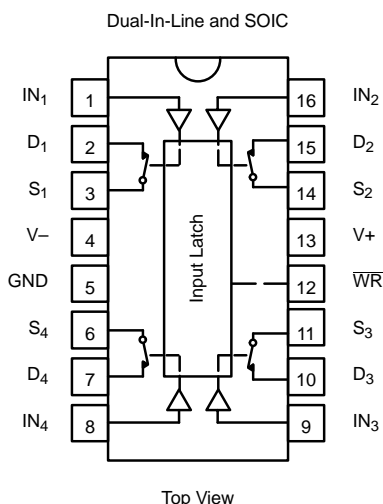 Dual-In-Line and SOIC
IN1 1 16 IN2
D1 2 15 D2
S1 3 14 S2
V– 4 13 V+
GND 5 12 WR
S4 6 11 S3
D4 7 10 D3
IN4 8 9 IN3
Input Latch
Top View